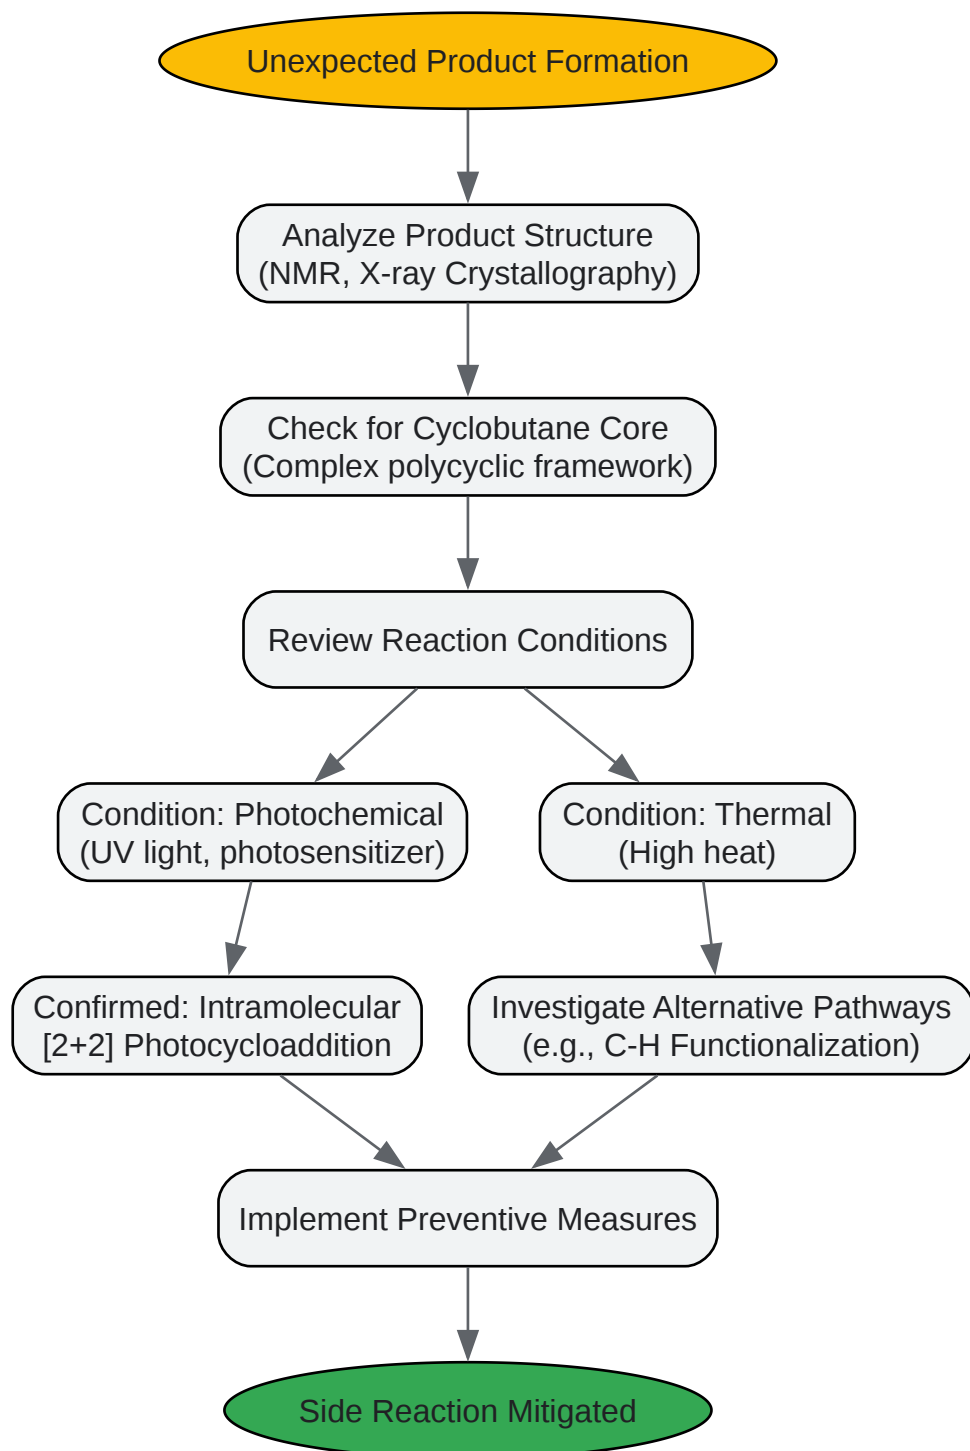 Unexpected Product Formation
Analyze Product Structure
(NMR, X-ray Crystallography)
Check for Cyclobutane Core
(Complex polycyclic framework)
Review Reaction Conditions
Condition: Photochemical
(UV light, photosensitizer)
Condition: Thermal
(High heat)
Confirmed: Intramolecular
[2+2] Photocycloaddition
Investigate Alternative Pathways
(e.g., C-H Functionalization)
Implement Preventive Measures
Side Reaction Mitigated